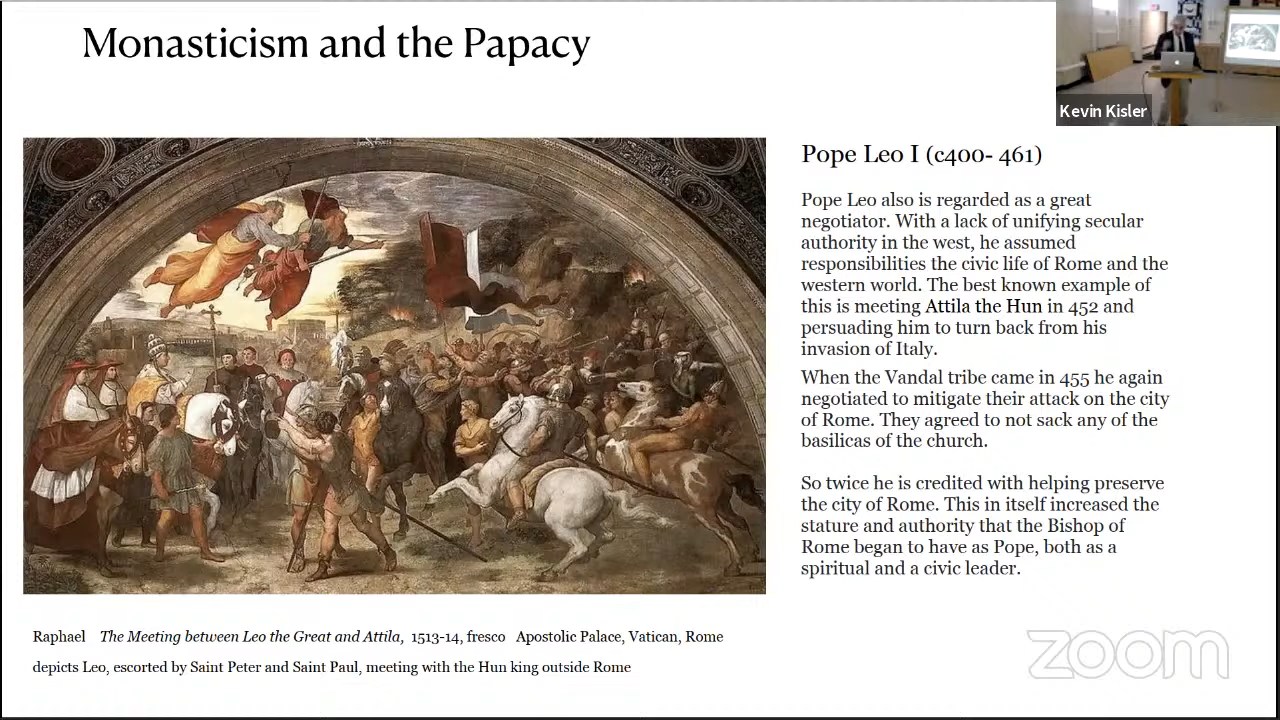 Monasticism and the Papacy
Kevin Kisler
Pope Leo I (c400- 461)
Pope Leo also is regarded as a great
negotiator. With a lack of unifying secular
authority in the west, he assumed
responsibilities the civic life of Rome and the
western world. The best known example of
this is meeting Attila the Hun in 452 and
persuading him to turn back from his
invasion of Italy.
When the Vandal tribe came in 455 he again
negotiated to mitigate their attack on the city
of Rome. They agreed to not sack any of the
basilicas of the church.
So twice he is credited with helping preserve
the city of Rome. This in itself increased the
stature and authority that the Bishop of
Rome began to have as Pope, both as a
spiritual and a civic leader.
Raphael The Meeting between Leo the Great and Attila, 1513-14, fresco Apostolic Palace, Vatican, Rome
depicts Leo, escorted by Saint Peter and Saint Paul, meeting with the Hun king outside Rome
zoom